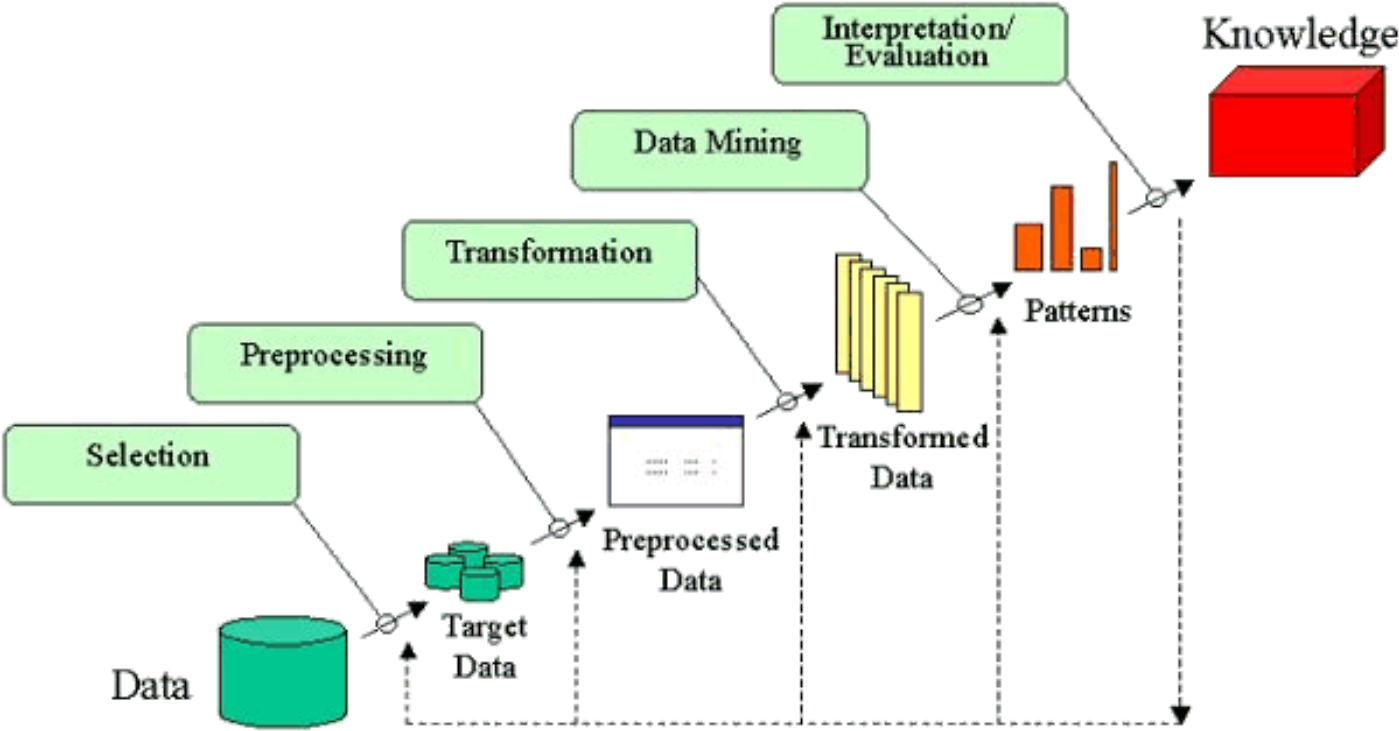 Interpretation/
Evaluation
Knowledge
Data Mining
Transformation
Patterns
Preprocessing
Transformed
Data
Selection
Preprocessed
Data
Target
Data
Data